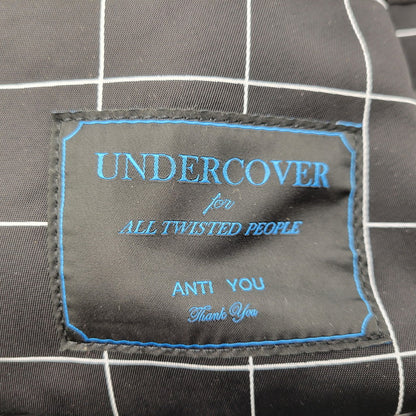 UNDERCOVER
for
ALL TWISTED PEOPLE
ANTI YOU
Thank You